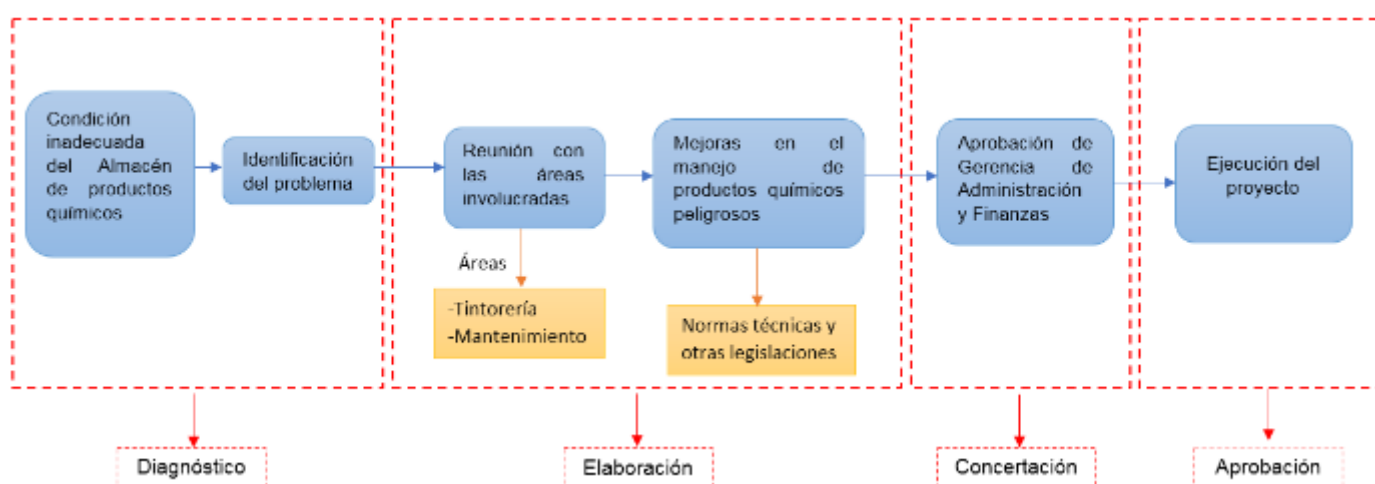 Condición
inadecuada
del Almacén
de productos
químicos
Identificación
del problema
Reunión con
las áreas
involucradas
Mejoras en el
manejo de
productos químicos
peligrosos
Aprobación de
Gerencia de
Administración
y Finanzas
Ejecución del
proyecto
Áreas
-Tintorería
-Mantenimiento
Normas técnicas y
otras legislaciones
Diagnóstico
Elaboración
Concertación
Aprobación